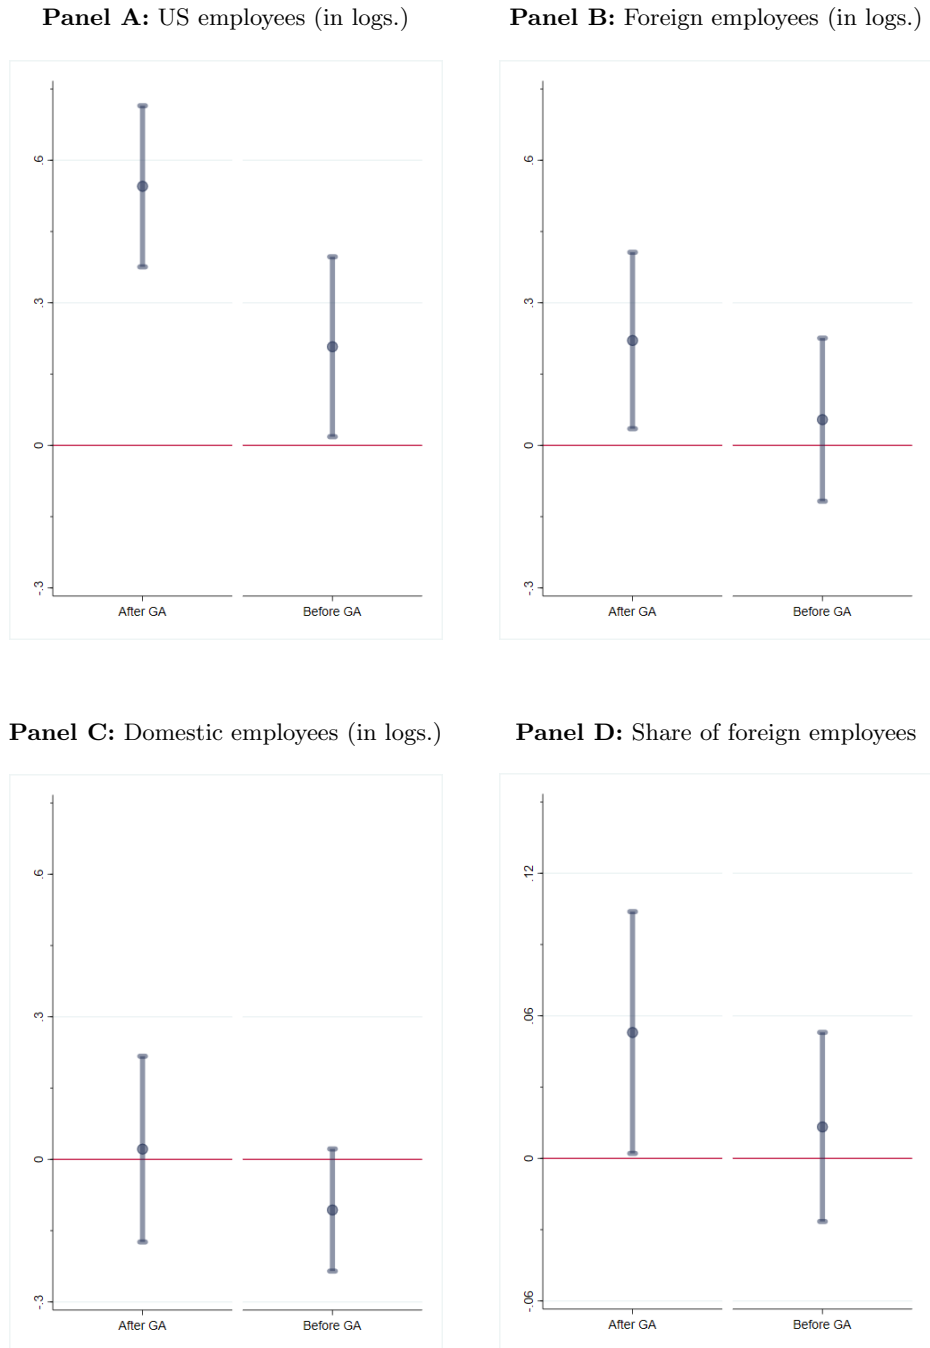 Panel A: US employees (in logs.)
.6
.3
0
-.3
After GA Before GA
Panel B: Foreign employees (in logs.)
.6
.3
0
-.3
After GA Before GA
Panel C: Domestic employees (in logs.)
.6
.3
0
-.3
After GA Before GA
Panel D: Share of foreign employees
.12
.06
0
-.06
After GA Before GA